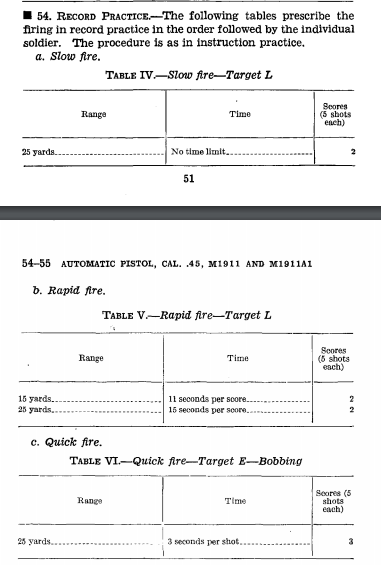 ■ 54. RECORD PRACTICE.—The following tables prescribe the
firing in record practice in the order followed by the individual
soldier. The procedure is as in instruction practice.
a. Slow fire.
TABLE IV.—Slow fire—Target L
Range Time Scores (5 shots each)
25 yards No time limit 2
51
54–55 AUTOMATIC PISTOL, CAL. .45, M1911 AND M1911A1
b. Rapid fire.
TABLE V.—Rapid fire—Target L
Range Time Scores (5 shots each)
15 yards 11 seconds per score 2
25 yards 15 seconds per score 2
c. Quick fire.
TABLE VI.—Quick fire—Target E—Bobbing
Range Time Scores (5 shots each)
25 yards 3 seconds per shot 3